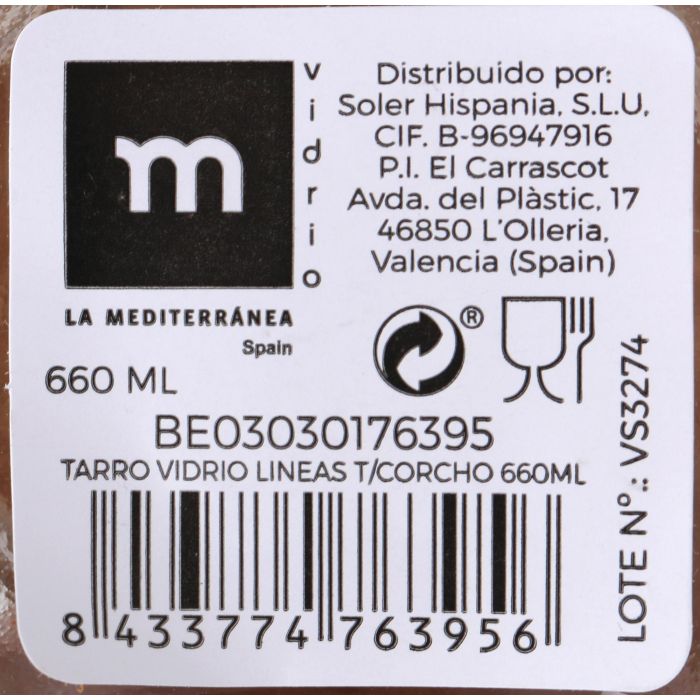 m
vidrio
LA MEDITERRÁNEA
Spain
660 ML
Distribuido por:
Soler Hispania, S.L.U,
CIF. B-96947916
P.I. El Carrascot
Avda. del Plàstic, 17
46850 L'Olleria,
Valencia (Spain)
®
BE03030176395
TARRO VIDRIO LINEAS T/CORCHO 660ML
8 433774 763956
LOTE Nº.: VS3274